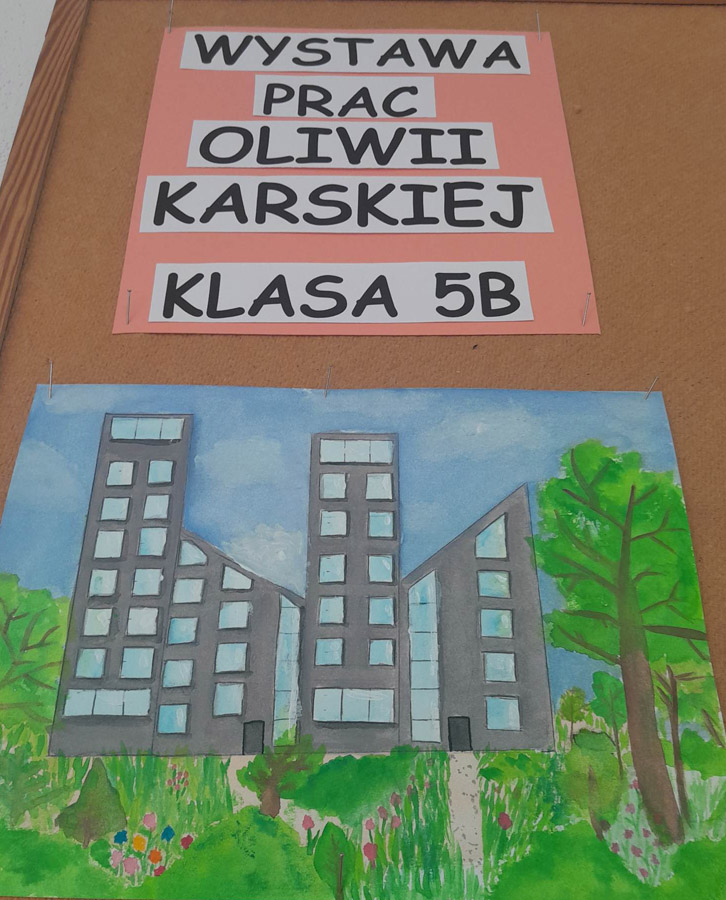 WYSTAWA
PRAC
OLIWII
KARSKIEJ
KLASA 5B